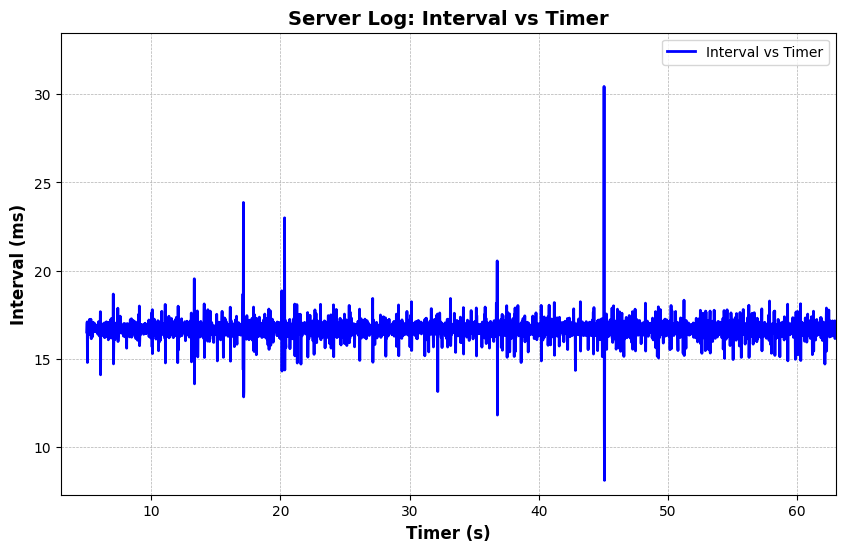 Server Log: Interval vs Timer
Interval vs Timer
30
25
20
15
10
Interval (ms)
10 20 30 40 50 60
Timer (s)